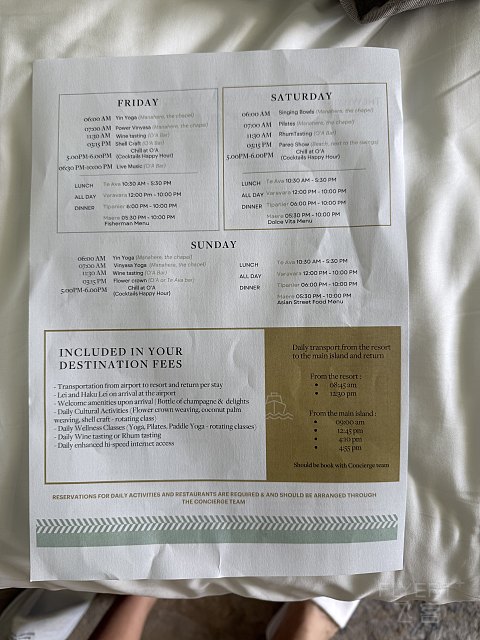 FRIDAY
06:00 AM Yin Yoga (Manahere, the chapel)
07:00 AM Power Vinyasa (Manahere, the chapel)
11:30 AM Wine tasting (O'A Bar)
03:15 PM Shell Craft (O'A Bar)
5.00PM-6.00PM Chill at O'A
(Cocktails Happy Hour)
06:30 PM-10:00 PM Live Music (O'A Bar)
LUNCH Te Ava 10:30 AM - 5:30 PM
ALL DAY Varavara 12:00 Pm - 10:00 PM
DINNER Tipanier 6:00 PM - 10:00 PM
Maere 05:30 PM - 10:00 PM
Fisherman Menu
SATURDAY
06:00 AM Singing Bowls (Manahere, the chapel)
07:00 AM Pilates (Manahere, the chapel)
11:30 AM RhumTasting (O'A Bar)
03:15 PM Pareo Show (Beach, next to the swings)
5.00PM-6.00PM Chill at O'A
(Cocktails Happy Hour)
LUNCH Te Ava 10:30 AM - 5:30 PM
ALL DAY Varavara 12:00 PM - 10:00 PM
DINNER Tipanier 06:00 PM - 10:00 PM
Maere 05:30 PM - 10:00 PM
Dolce Vita Menu
SUNDAY
06:00 AM Yin Yoga (Manahere, the chapel)
07:00 AM Vinyasa Yoga (Manahere, the chapel)
11:30 AM Wine tasting (O'A Bar)
03:15 PM Flower crown (O'A or Te Ava bar)
5.00PM-6.00PM Chill at O'A
(Cocktails Happy Hour)
LUNCH Te Ava 10:30 AM - 5:30 PM
ALL DAY Varavara 12:00 PM - 10:00 PM
DINNER Tipanier 06:00 PM - 10:00 PM
Maere 05:30 PM - 10:00 PM
Asian Street Food Menu
INCLUDED IN YOUR
DESTINATION FEES
- Transportation from airport to resort and return per stay
- Lei and Haku Lei on arrival at the airport
- Welcome amenities upon arrival | Bottle of champagne & delights
- Daily Cultural Activities (Flower crown weaving, coconut palm
weaving, shell craft - rotating class)
- Daily Wellness Classes (Yoga, Pilates, Paddle Yoga - rotating classes)
- Daily Wine tasting or Rhum tasting
- Daily enhanced hi-speed internet access
Daily transport from the resort
to the main island and return
From the resort :
• 08:45 am
• 12:30 pm
From the main island :
• 09:00 am
• 12:45 pm
• 4:10 pm
• 4:55 pm
Should be book with Concierge team
RESERVATIONS FOR DAILY ACTIVITIES AND RESTAURANTS ARE REQUIRED & AND SHOULD BE ARRANGED THROUGH
THE CONCIERGE TEAM